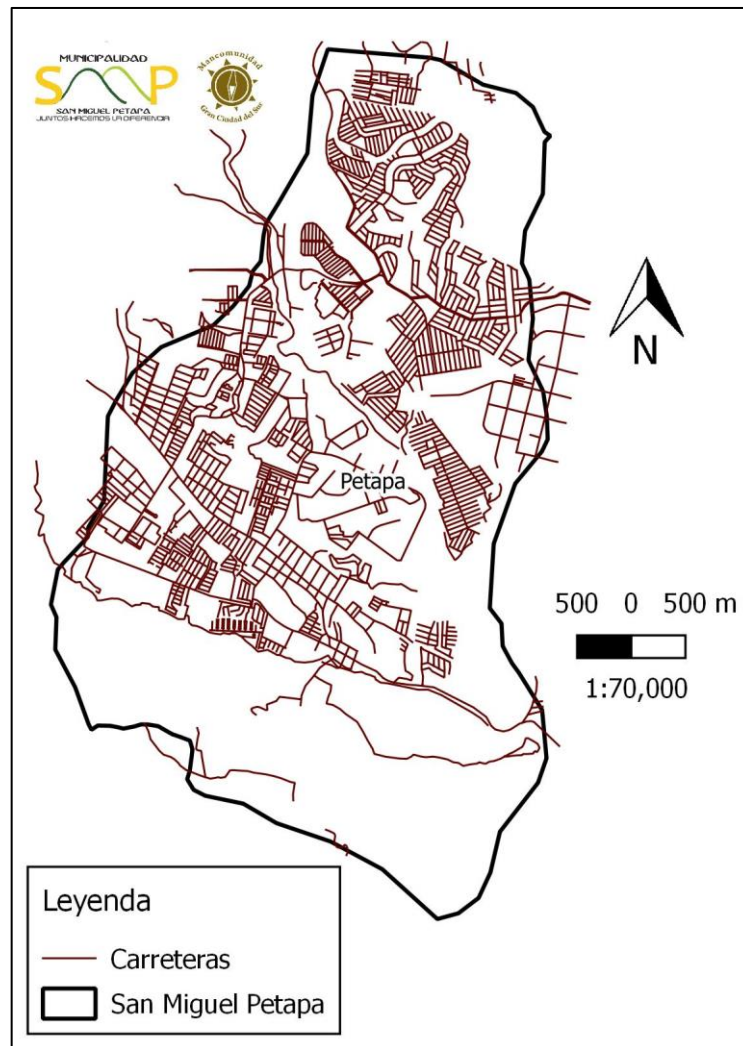 MUNICIPALIDAD
SMP
SAN MIGUEL PETAPA
JUNTOS HACEMOS LA DIFERENCIA
Mancomunidad
Gran Ciudad del Sur
N
Petapa
500 0 500 m
1:70,000
Leyenda
Carreteras
San Miguel Petapa